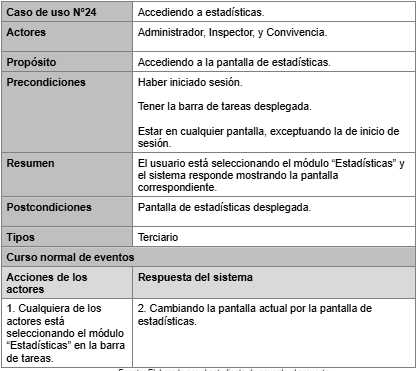 Caso de uso N°24 Accediendo a estadísticas.
Actores Administrador, Inspector, y Convivencia.
Propósito Accediendo a la pantalla de estadísticas.
Precondiciones Haber iniciado sesión.
Tener la barra de tareas desplegada.
Estar en cualquier pantalla, exceptuando la de inicio de
sesión.
Resumen El usuario está seleccionando el módulo “Estadísticas” y
el sistema responde mostrando la pantalla
correspondiente.
Postcondiciones Pantalla de estadísticas desplegada.
Tipos Terciario
Curso normal de eventos
Acciones de los
actores
Respuesta del sistema
1. Cualquiera de los
actores está
seleccionando el módulo
“Estadísticas” en la barra
de tareas.
2. Cambiando la pantalla actual por la pantalla de
estadísticas.